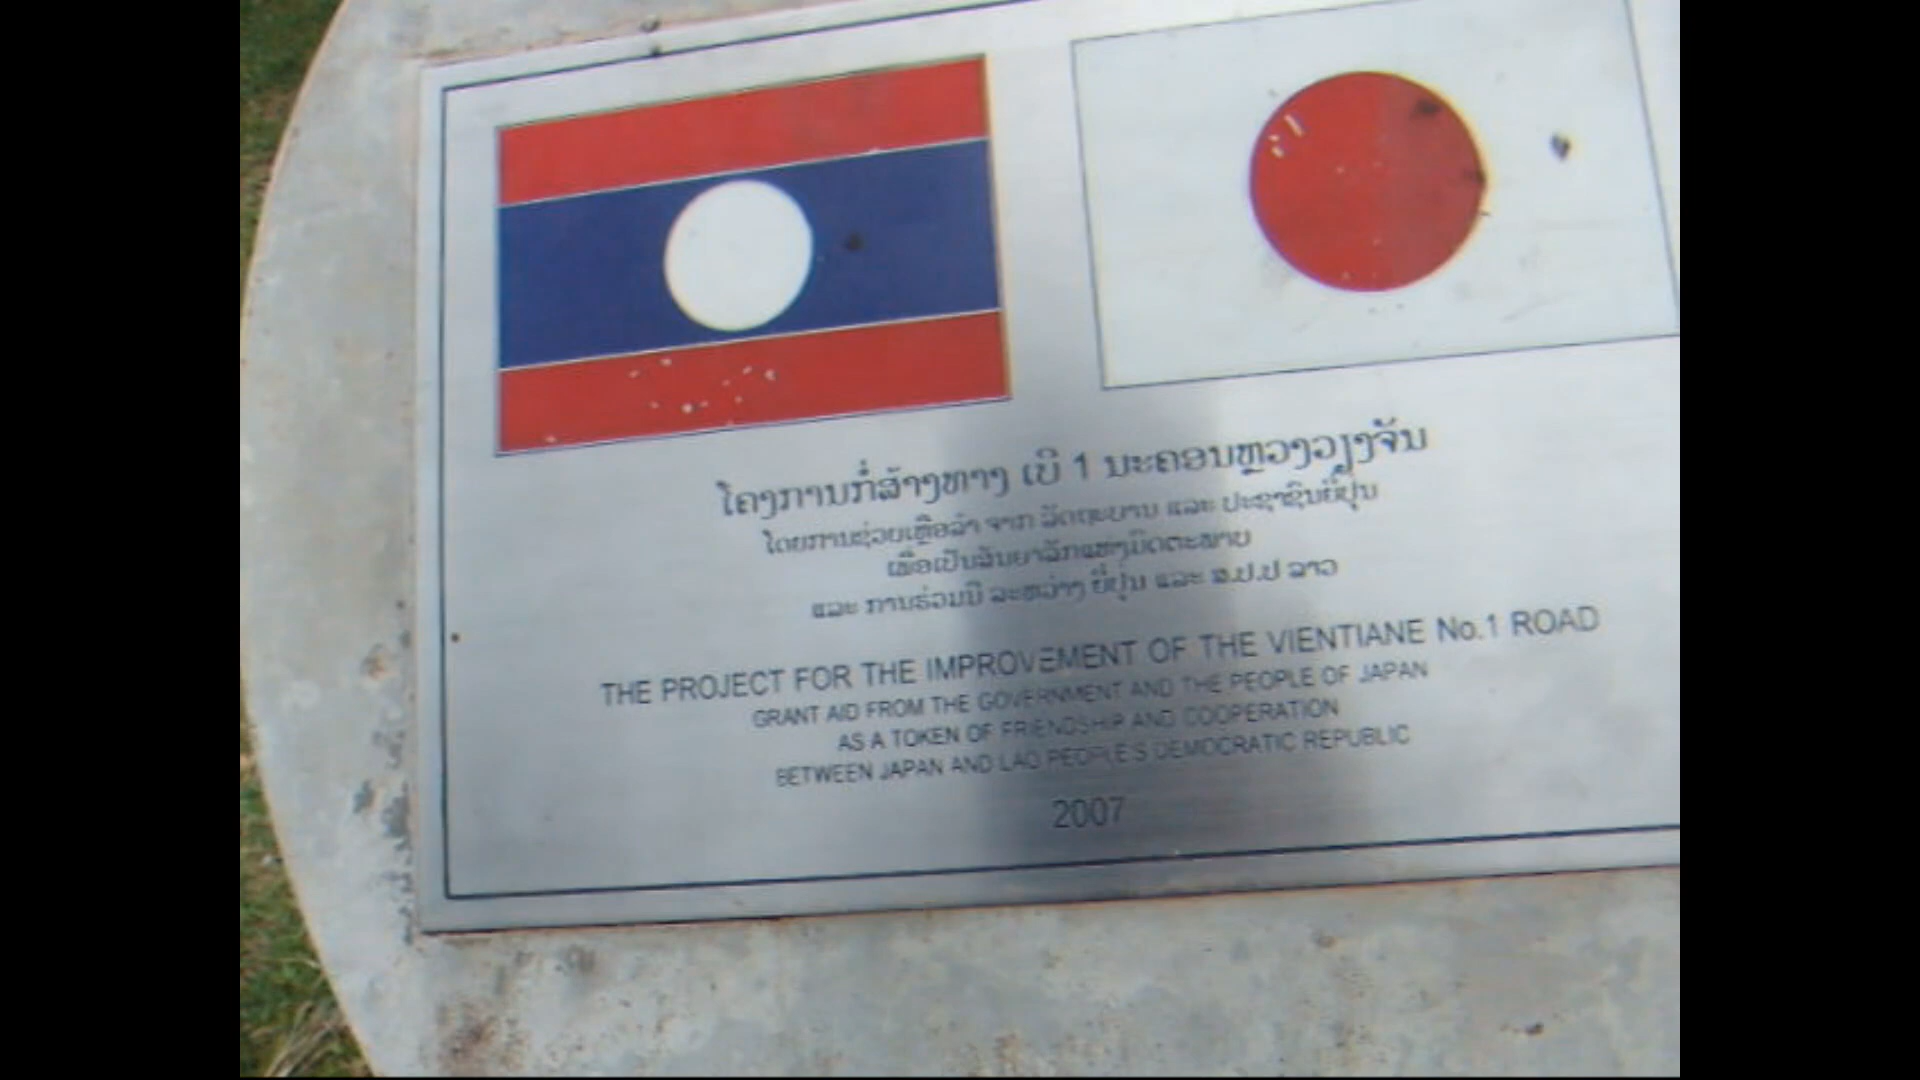 ໂຄງການກໍ່ສ້າງທາງ ເບີ 1 ນະຄອນຫຼວງວຽງຈັນ
ໂດຍການຊ່ວຍເຫຼືອລ້າ ຈາກ ລັດຖະບານ ແລະ ປະຊາຊົນຍີ່ປຸ່ນ
ເພື່ອເປັນສັນຍາລັກແຫ່ງມິດຕະພາບ
ແລະ ການຮ່ວມມື ລະຫວ່າງ ຍີ່ປຸ່ນ ແລະ ສ.ປ.ປ ລາວ
THE PROJECT FOR THE IMPROVEMENT OF THE VIENTIANE No.1 ROAD
GRANT AID FROM THE GOVERNMENT AND THE PEOPLE OF JAPAN
AS A TOKEN OF FRIENDSHIP AND COOPERATION
BETWEEN JAPAN AND LAO PEOPLE'S DEMOCRATIC REPUBLIC
2007